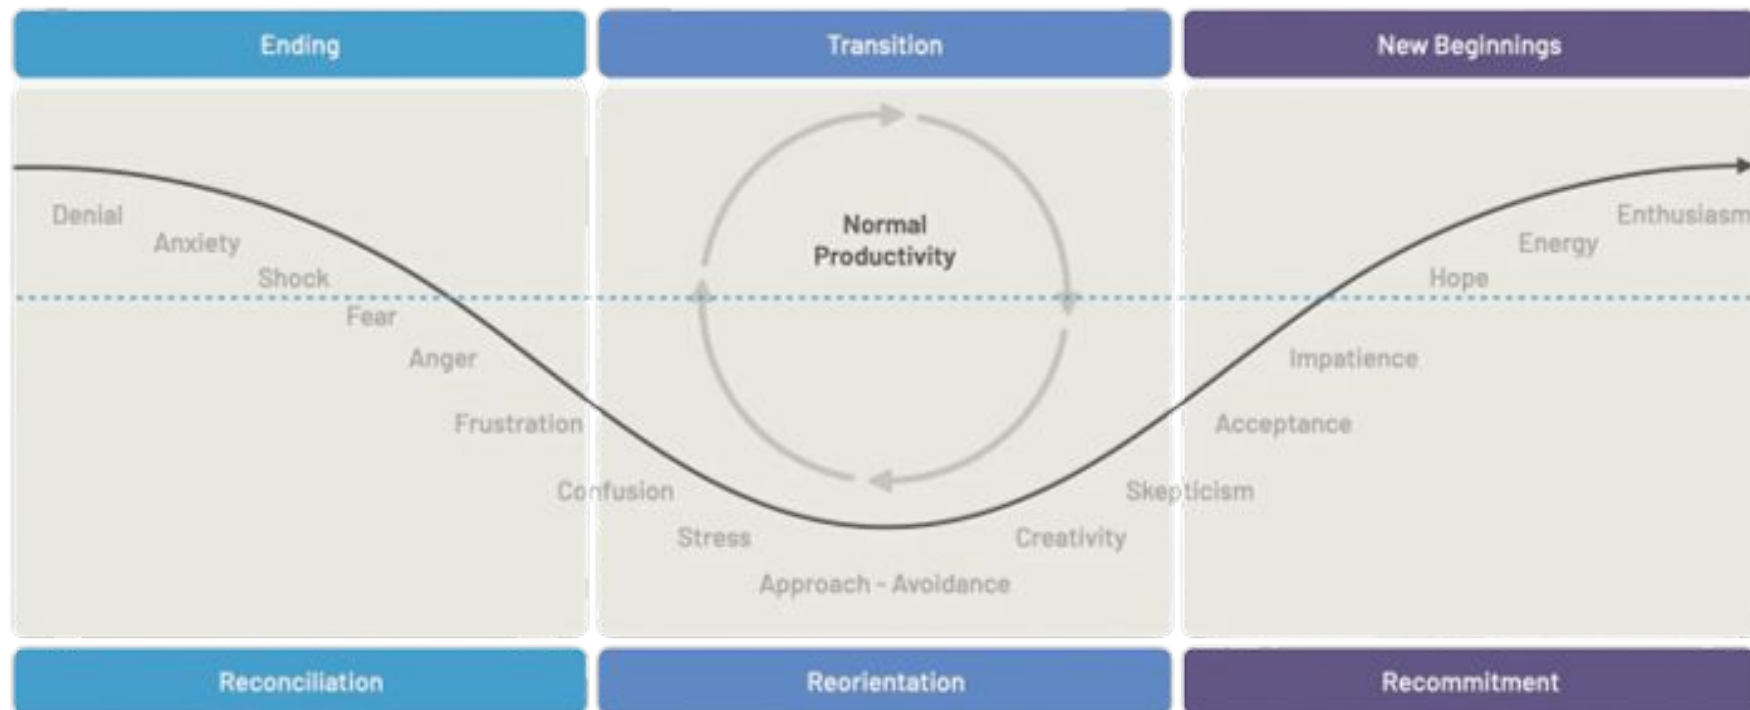 Ending
Transition
New Beginnings
Denial
Anxiety
Shock
Fear
Anger
Frustration
Confusion
Stress
Approach - Avoidance
Creativity
Skepticism
Acceptance
Impatience
Hope
Energy
Enthusiasm
Normal
Productivity
Reconciliation
Reorientation
Recommitment